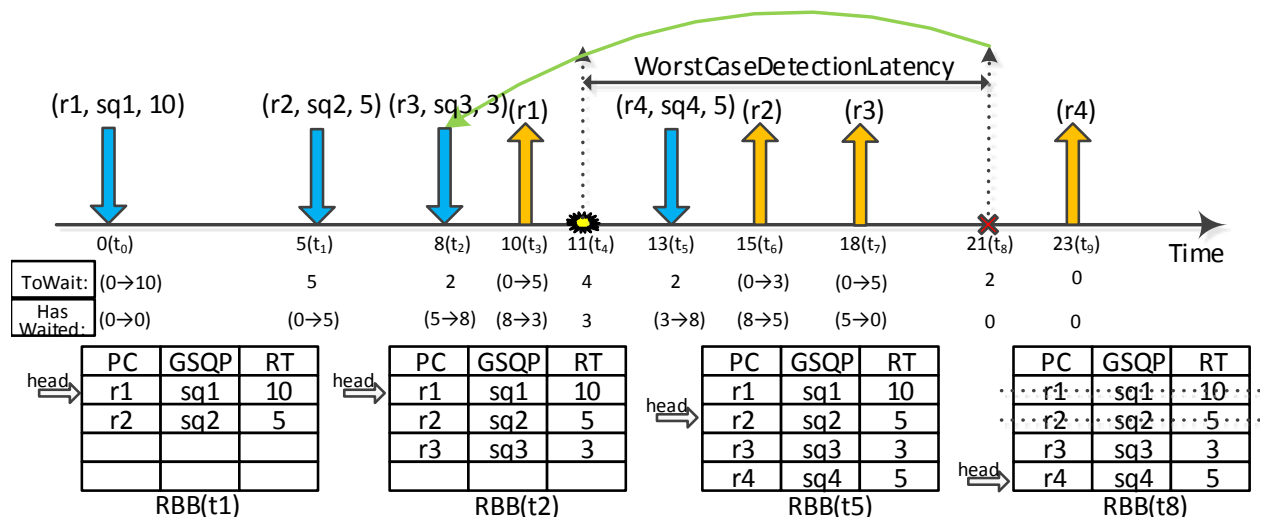 WorstCaseDetectionLatency
(r1, sq1, 10) (r2, sq2, 5) (r3, sq3, 3) (r1) (r4, sq4, 5) (r2) (r3) (r4)
0(t₀) 5(t₁) 8(t₂) 10(t₃) 11(t₄) 13(t₅) 15(t₆) 18(t₇) 21(t₈) 23(t₉)
Time
ToWait: (0→10) 5 2 (0→5) 4 2 (0→3) (0→5) 2 0
Has
Waited: (0→0) (0→5) (5→8) (8→3) 3 (3→8) (8→5) (5→0) 0 0
PC GSQP RT
head r1 sq1 10
r2 sq2 5
RBB(t1)
PC GSQP RT
head r1 sq1 10
r2 sq2 5
r3 sq3 3
RBB(t2)
PC GSQP RT
r1 sq1 10
head r2 sq2 5
r3 sq3 3
r4 sq4 5
RBB(t5)
PC GSQP RT
r1 sq1 10
r2 sq2 5
r3 sq3 3
head r4 sq4 5
RBB(t8)